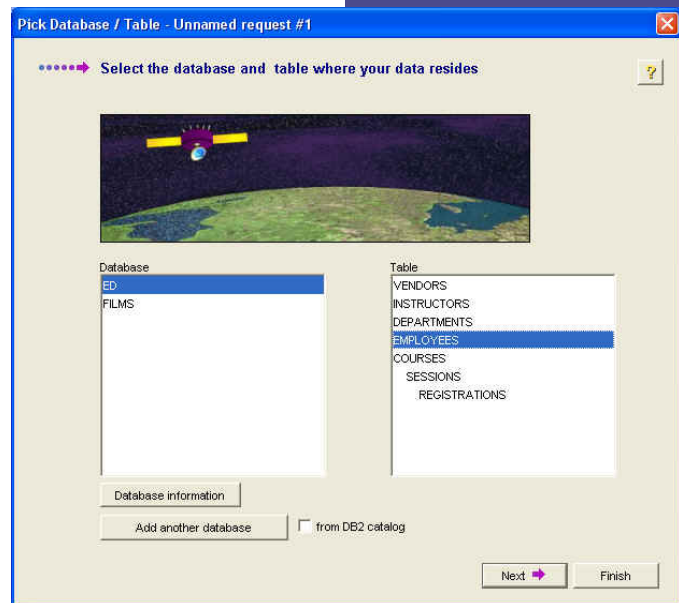 Pick Database / Table - Unnamed request #1
Select the database and table where your data resides
?
Database
ED
FILMS
Table
VENDORS
INSTRUCTORS
DEPARTMENTS
EMPLOYEES
COURSES
SESSIONS
REGISTRATIONS
Database information
Add another database
from DB2 catalog
Next
Finish